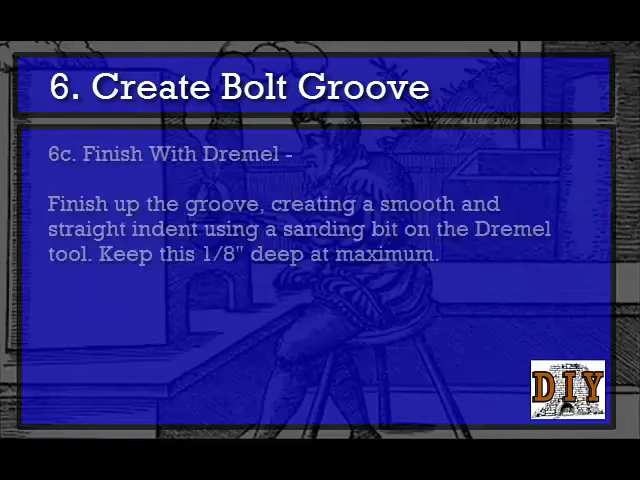 6. Create Bolt Groove
6c. Finish With Dremel -
Finish up the groove, creating a smooth and
straight indent using a sanding bit on the Dremel
tool. Keep this 1/8" deep at maximum.
DIY